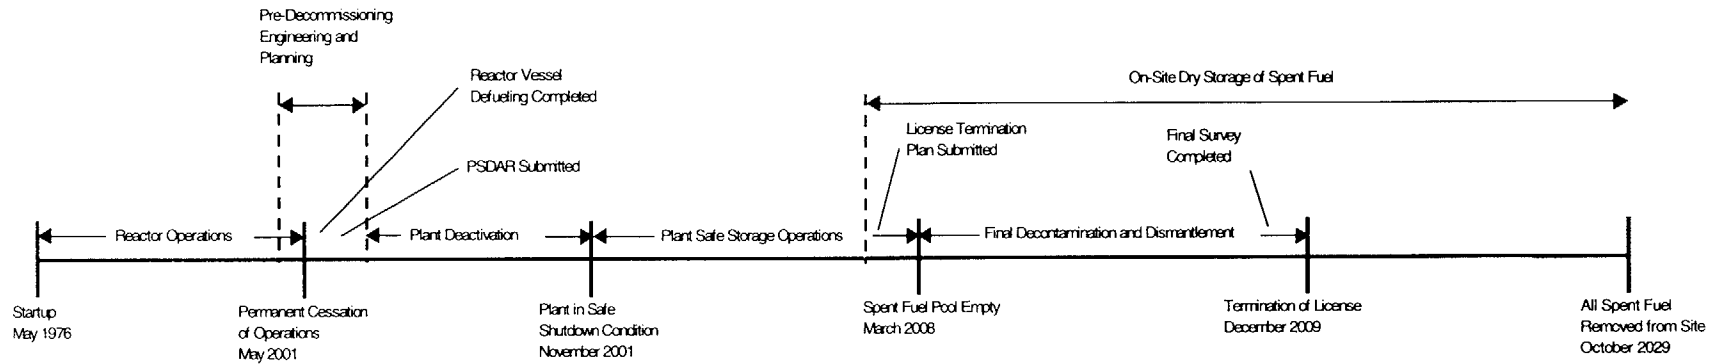 Pre-Decommissioning
Engineering and
Planning
Reactor Vessel
Defueling Completed
On-Site Dry Storage of Spent Fuel
License Termination
Plan Submitted
Final Survey
Completed
PSDAR Submitted
Reactor Operations
Plant Deactivation
Plant Safe Storage Operations
Final Decontamination and Dismantlement
Startup
May 1976
Permanent Cessation
of Operations
May 2001
Plant in Safe
Shutdown Condition
November 2001
Spent Fuel Pool Empty
March 2008
Termination of License
December 2009
All Spent Fuel
Removed from Site
October 2029